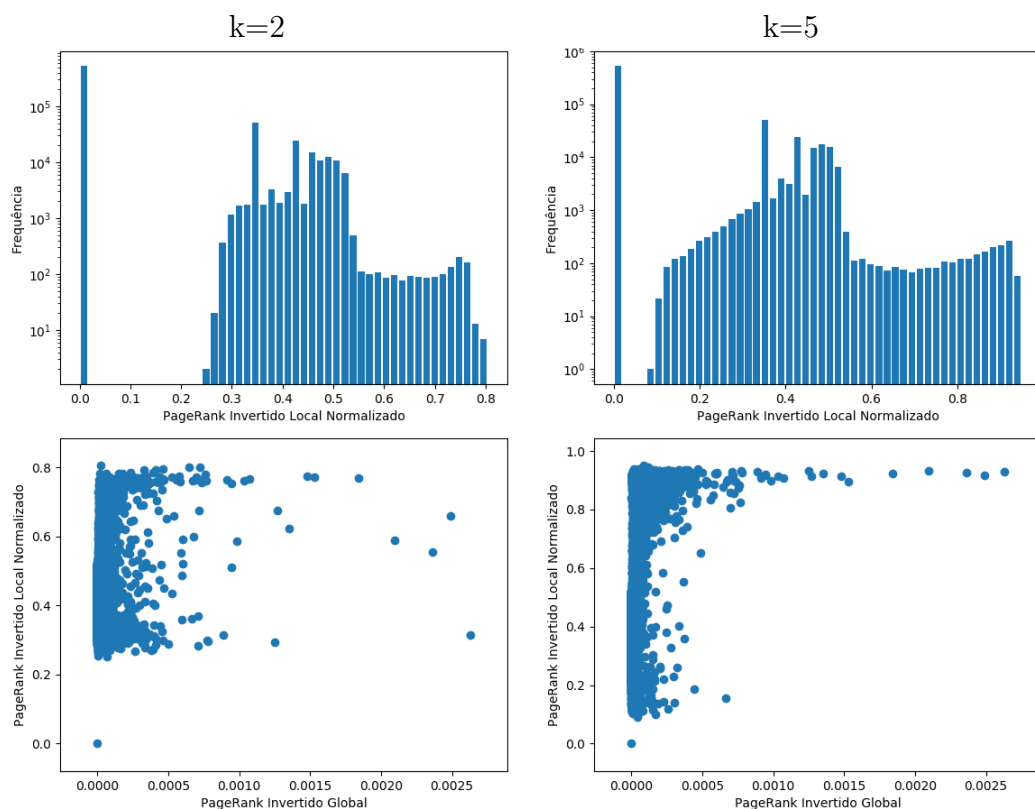 k=2
k=5
Frequência
10^5
10^4
10^3
10^2
10^1
0.0 0.1 0.2 0.3 0.4 0.5 0.6 0.7 0.8
PageRank Invertido Local Normalizado
Frequência
10^6
10^5
10^4
10^3
10^2
10^1
10^0
0.0 0.2 0.4 0.6 0.8
PageRank Invertido Local Normalizado
PageRank Invertido Local Normalizado
0.8
0.6
0.4
0.2
0.0
0.0000 0.0005 0.0010 0.0015 0.0020 0.0025
PageRank Invertido Global
PageRank Invertido Local Normalizado
1.0
0.8
0.6
0.4
0.2
0.0
0.0000 0.0005 0.0010 0.0015 0.0020 0.0025
PageRank Invertido Global